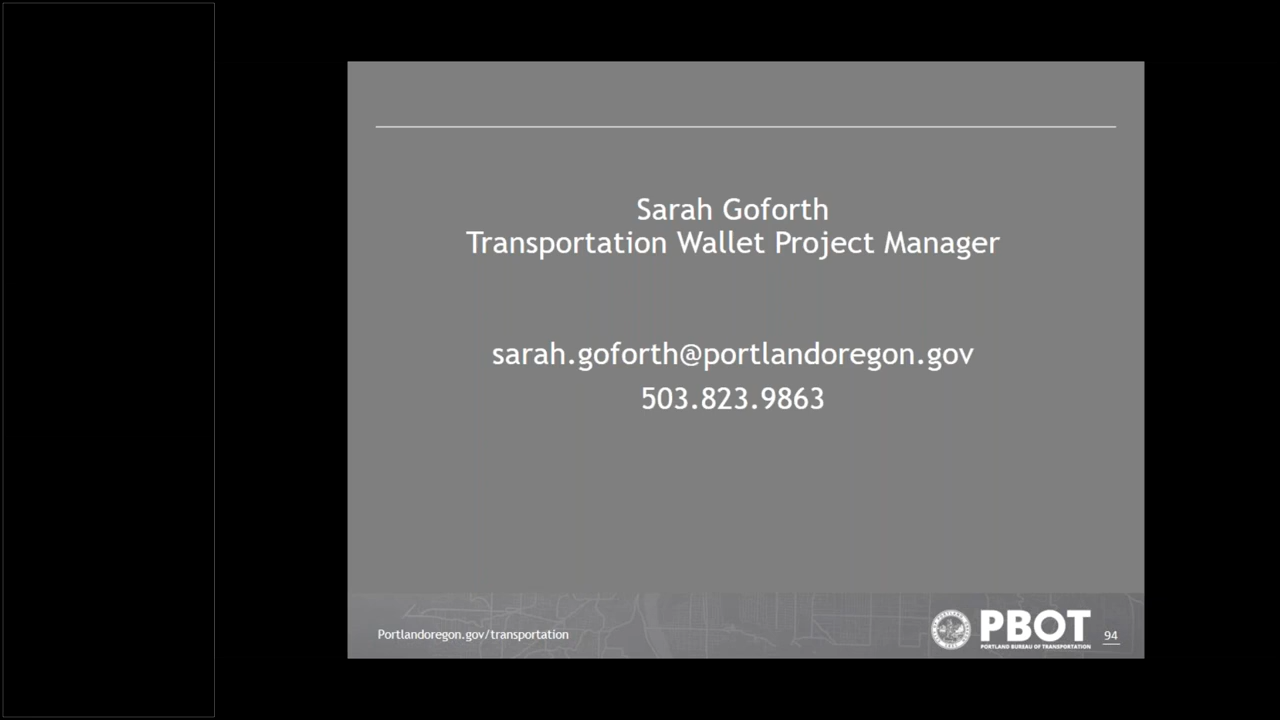 Sarah Goforth
Transportation Wallet Project Manager
sarah.goforth@portlandoregon.gov
503.823.9863
Portlandoregon.gov/transportation
PBOT
PORTLAND BUREAU OF TRANSPORTATION
94